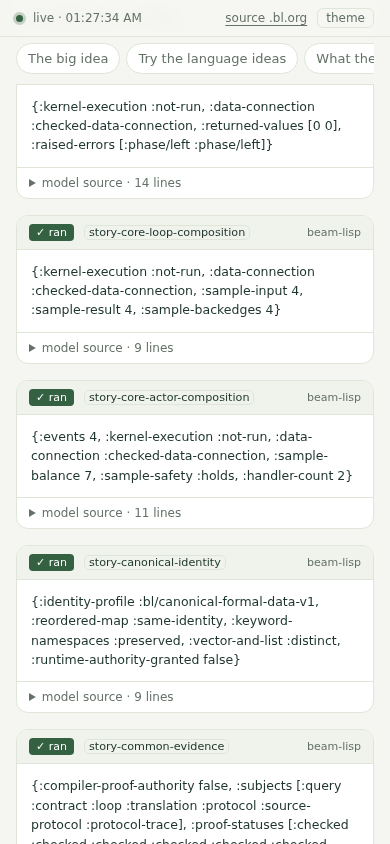 live · 01:27:34 AM
source .bl.org
theme
The big idea
Try the language ideas
What the
{:kernel-execution :not-run, :data-connection
:checked-data-connection, :returned-values [0 0],
:raised-errors [:phase/left :phase/left]}
model source · 14 lines
✓ ran story-core-loop-composition beam-lisp
{:kernel-execution :not-run, :data-connection
:checked-data-connection, :sample-input 4,
:sample-result 4, :sample-backedges 4}
model source · 9 lines
✓ ran story-core-actor-composition beam-lisp
{:events 4, :kernel-execution :not-run, :data-
connection :checked-data-connection, :sample-
balance 7, :sample-safety :holds, :handler-count 2}
model source · 11 lines
✓ ran story-canonical-identity beam-lisp
{:identity-profile :bl/canonical-formal-data-v1,
:reordered-map :same-identity, :keyword-
namespaces :preserved, :vector-and-list :distinct,
:runtime-authority-granted false}
model source · 9 lines
✓ ran story-common-evidence beam-lisp
{:compiler-proof-authority false, :subjects [:query
:contract :loop :translation :protocol :source-
protocol :protocol-trace], :proof-statuses [:checked
:checked :checked :checked :checked :checked